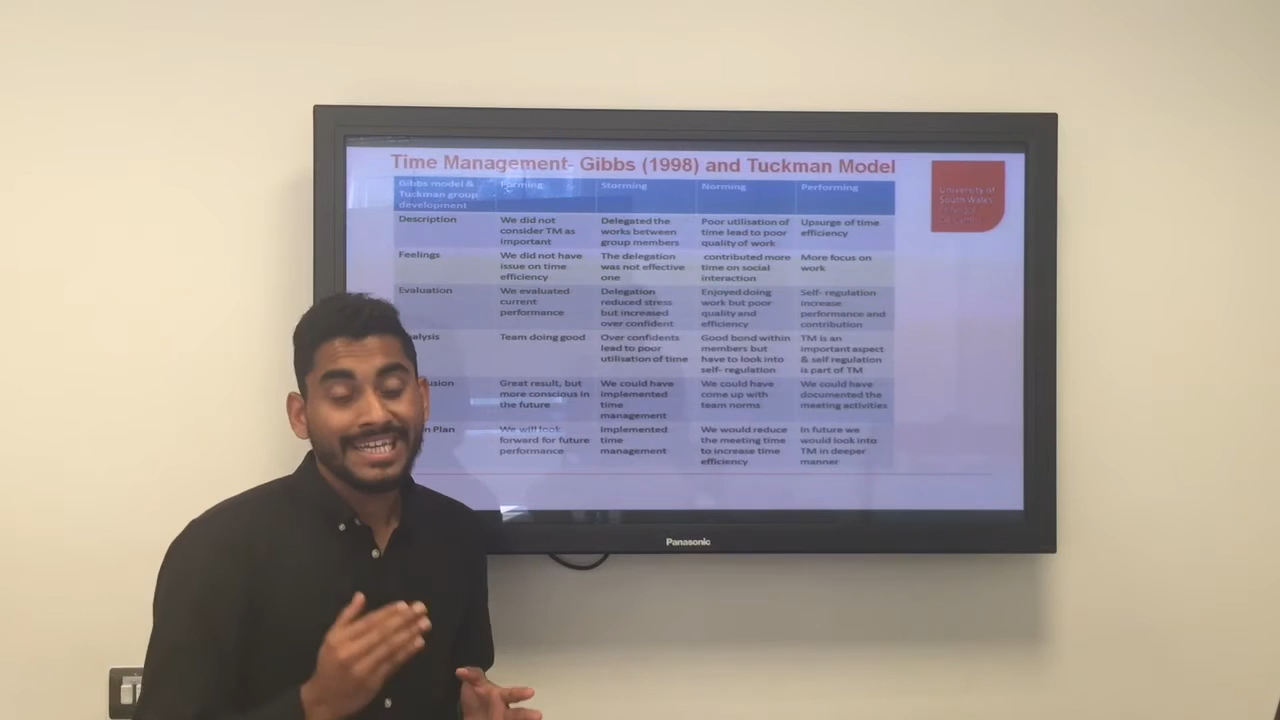 Time Management- Gibbs (1998) and Tuckman Model
University of
South Wales
Gibbs model &
Tuckman group
development
Forming
Storming
Norming
Performing
Description
We did not
consider TM as
important
Delegated the
works between
group members
Poor utilisation of
time lead to poor
quality of work
Upsurge of time
efficiency
Feelings
We did not have
issue on time
efficiency
The delegation
was not effective
one
contributed more
time on social
interaction
More focus on
work
Evaluation
We evaluated
current
performance
Delegation
reduced stress
but increased
over confident
Enjoyed doing
work but poor
quality and
efficiency
Self- regulation
increase
performance and
contribution
alysis
Team doing good
Over confidents
lead to poor
utilisation of time
Good bond within
members but
have to look into
self- regulation
TM is an
important aspect
& self regulation
is part of TM
usion
Great result, but
more conscious in
the future
We could have
implemented
time
management
We could have
come up with
team norms
We could have
documented the
meeting activities
n Plan
We will look
forward for future
performance
Implemented
time
management
We would reduce
the meeting time
to increase time
efficiency
In future we
would look into
TM in deeper
manner
Panasonic